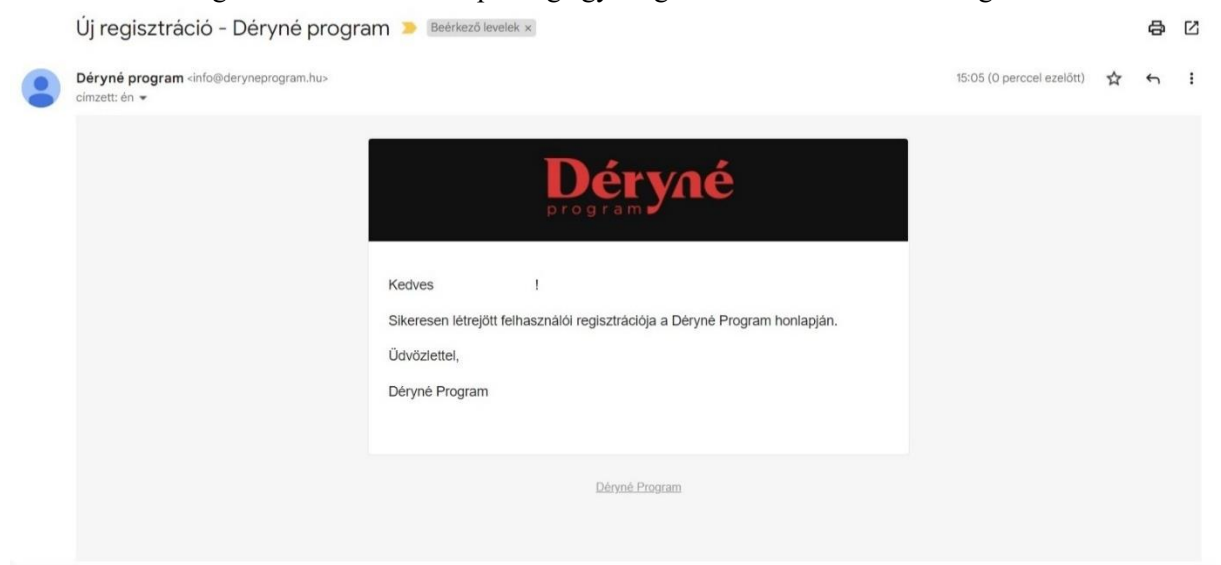 Új regisztráció - Déryné program Beérkező levelek ×
Déryné program <info@deryneprogram.hu> 15:05 (0 perccel ezelőtt)
címzett: én
Déryné
program
Kedves !
Sikeresen létrejött felhasználói regisztrációja a Déryné Program honlapján.
Üdvözlettel,
Déryné Program
Déryné Program